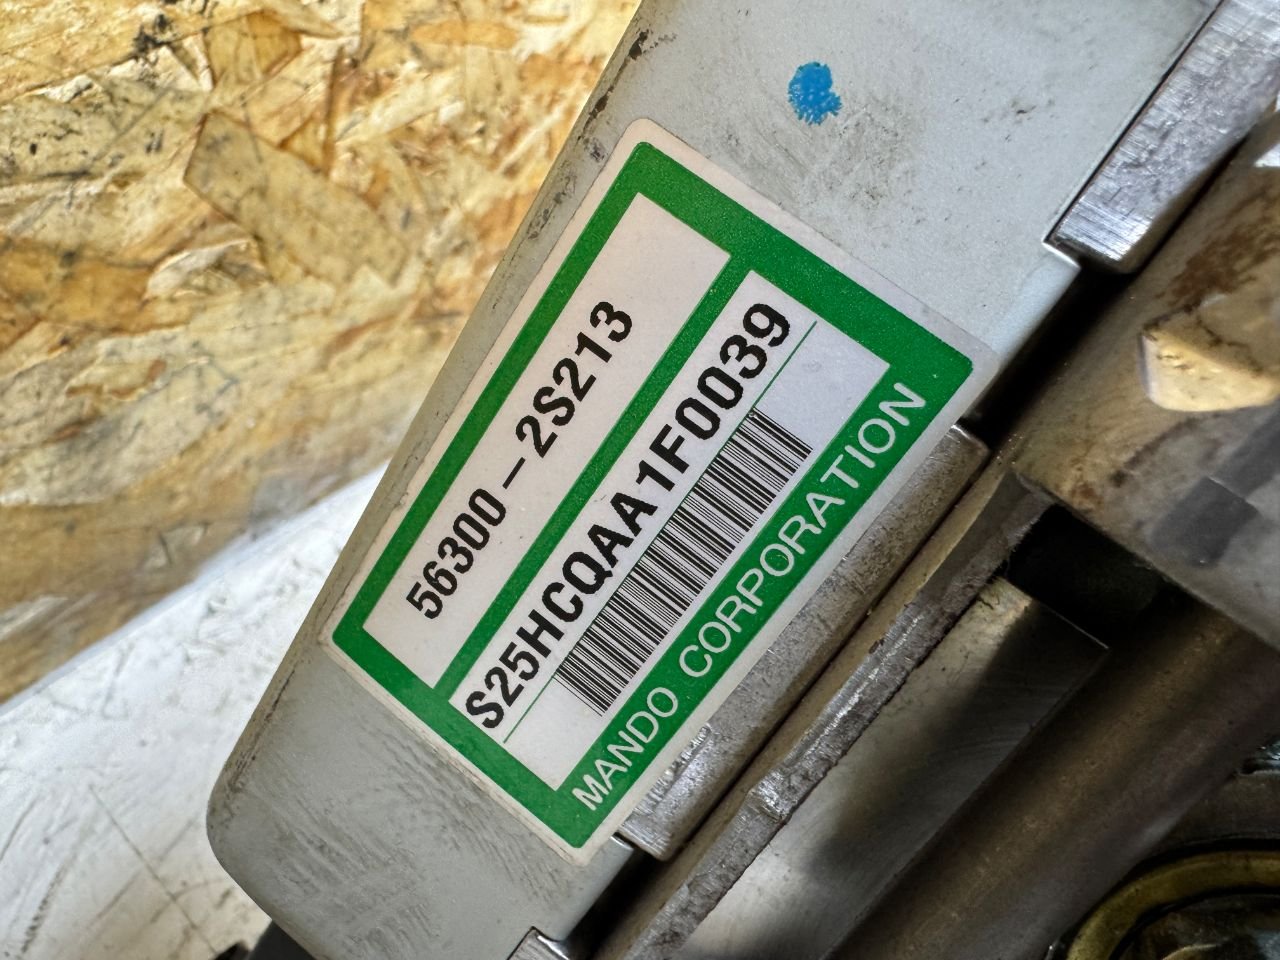 56300-2S213
S25HCQAA1F0039
MANDO CORPORATION